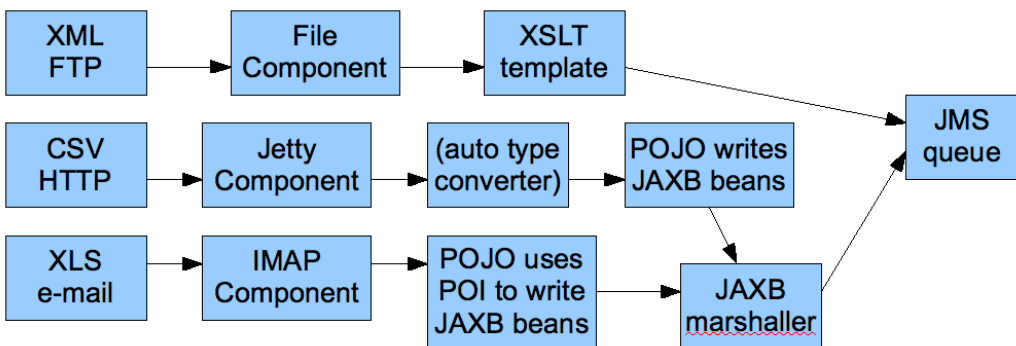 XML
FTP
File
Component
XSLT
template
JMS
queue
CSV
HTTP
Jetty
Component
(auto type
converter)
POJO writes
JAXB beans
XLS
e-mail
IMAP
Component
POJO uses
POI to write
JAXB beans
JAXB
marshaller